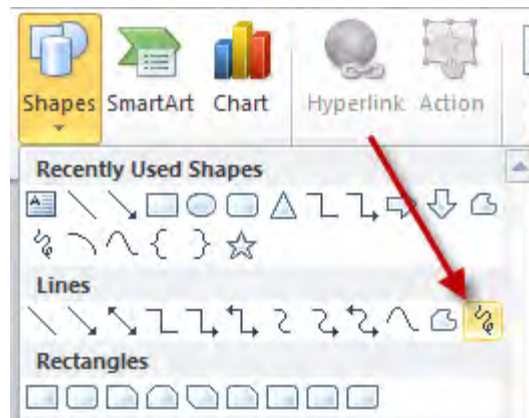 Shapes SmartArt Chart Hyperlink Action
Recently Used Shapes
Lines
Rectangles